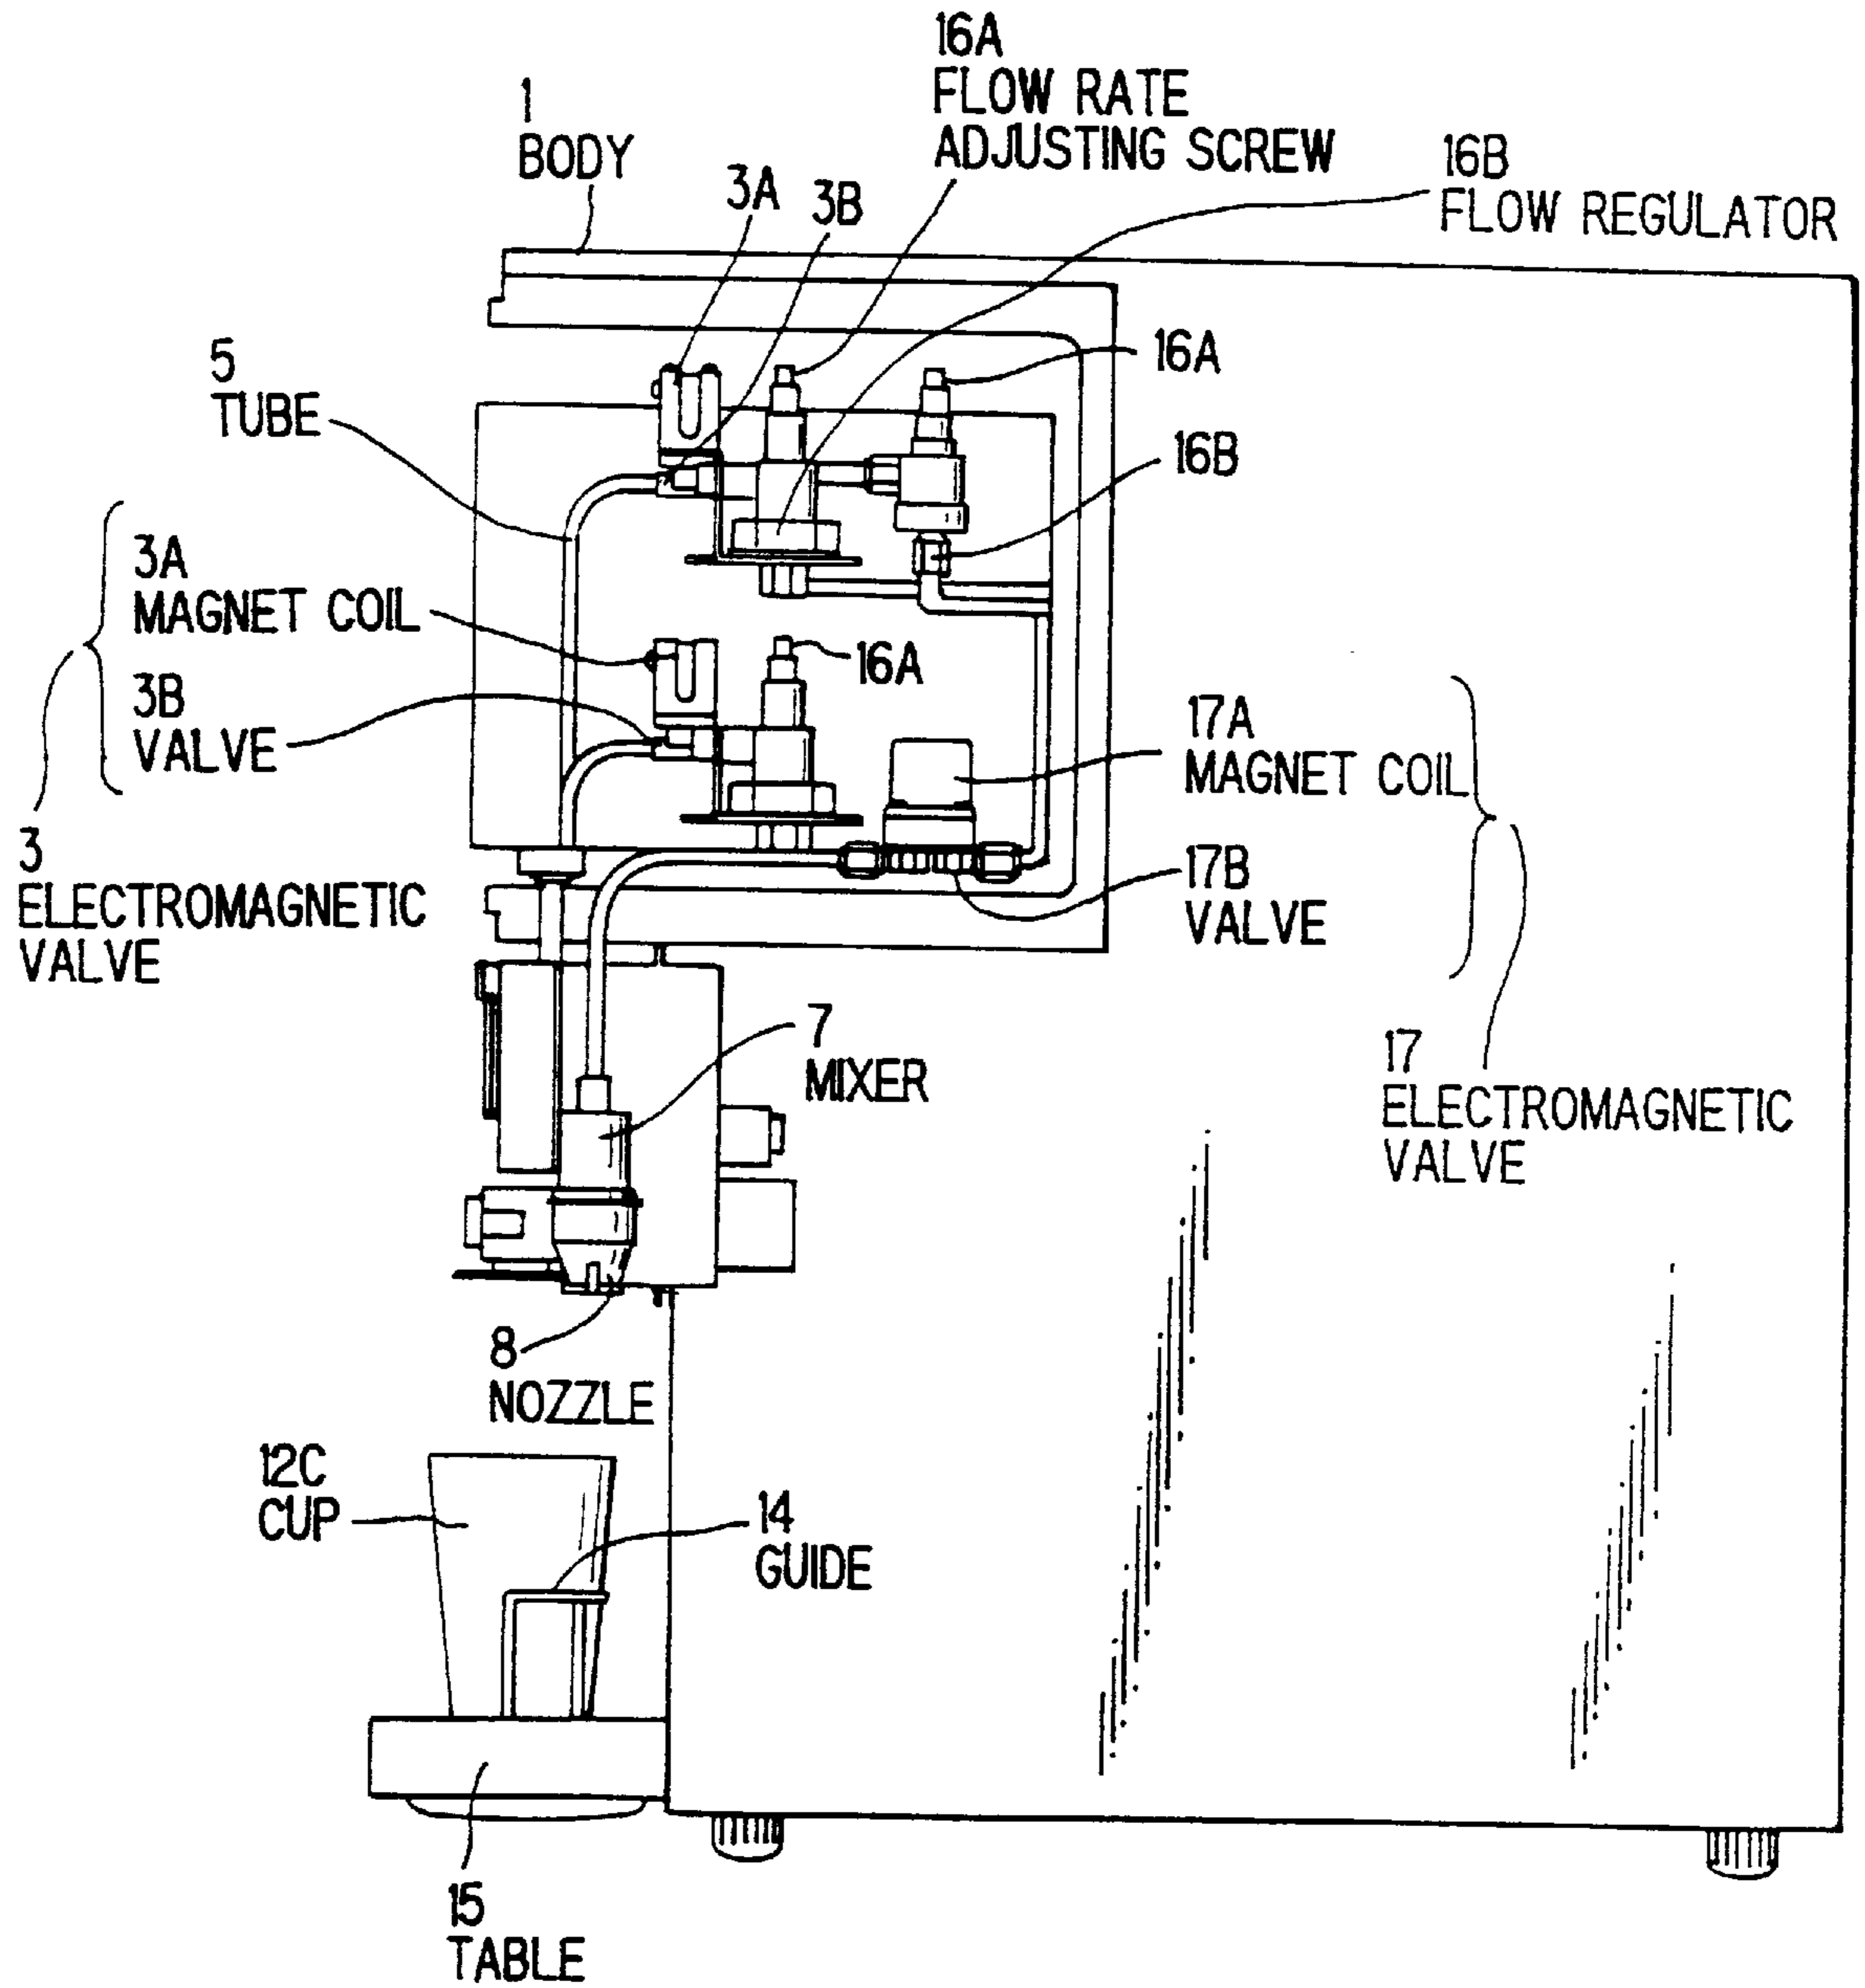 16A
FLOW RATE
ADJUSTING SCREW
1
BODY
3A
3B
16B
FLOW REGULATOR
5
TUBE
16A
16B
3A
MAGNET COIL
16A
3B
VALVE
17A
MAGNET COIL
3
ELECTROMAGNETIC
VALVE
17B
VALVE
7
MIXER
17
ELECTROMAGNETIC
VALVE
8
NOZZLE
12C
CUP
14
GUIDE
15
TABLE